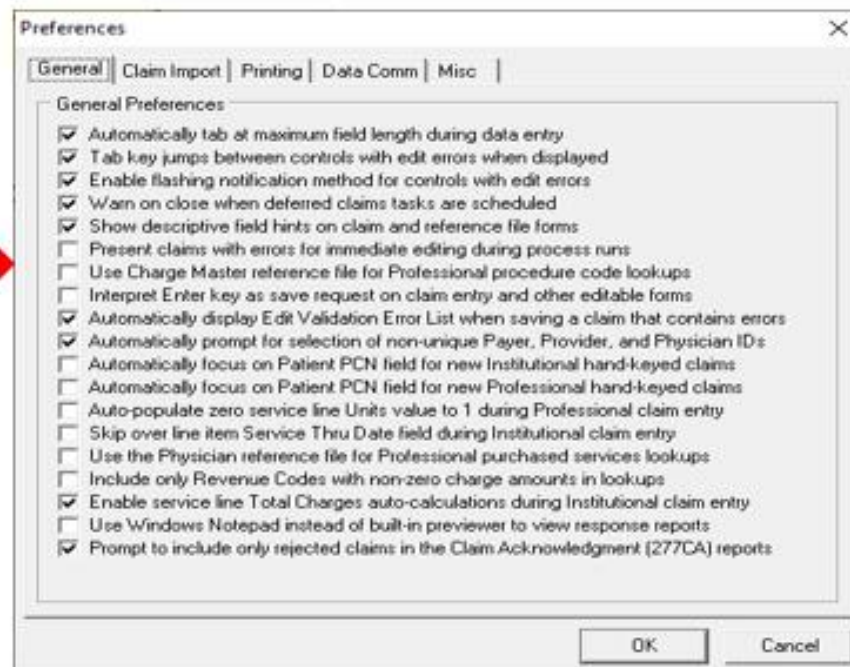 Preferences
General Claim Import Printing Data Comm Misc
General Preferences
Automatically tab at maximum field length during data entry
Tab key jumps between controls with edit errors when displayed
Enable flashing notification method for controls with edit errors
Warn on close when deferred claims tasks are scheduled
Show descriptive field hints on claim and reference file forms
Present claims with errors for immediate editing during process runs
Use Charge Master reference file for Professional procedure code lookups
Interpret Enter key as save request on claim entry and other editable forms
Automatically display Edit Validation Error List when saving a claim that contains errors
Automatically prompt for selection of non-unique Payer, Provider, and Physician IDs
Automatically focus on Patient PCN field for new Institutional hand-keyed claims
Automatically focus on Patient PCN field for new Professional hand-keyed claims
Auto-populate zero service line Units value to 1 during Professional claim entry
Skip over line item Service Thru Date field during Institutional claim entry
Use the Physician reference file for Professional purchased services lookups
Include only Revenue Codes with non-zero charge amounts in lookups
Enable service line Total Charges auto-calculations during Institutional claim entry
Use Windows Notepad instead of built-in previewer to view response reports
Prompt to include only rejected claims in the Claim Acknowledgment (277CA) reports
OK Cancel